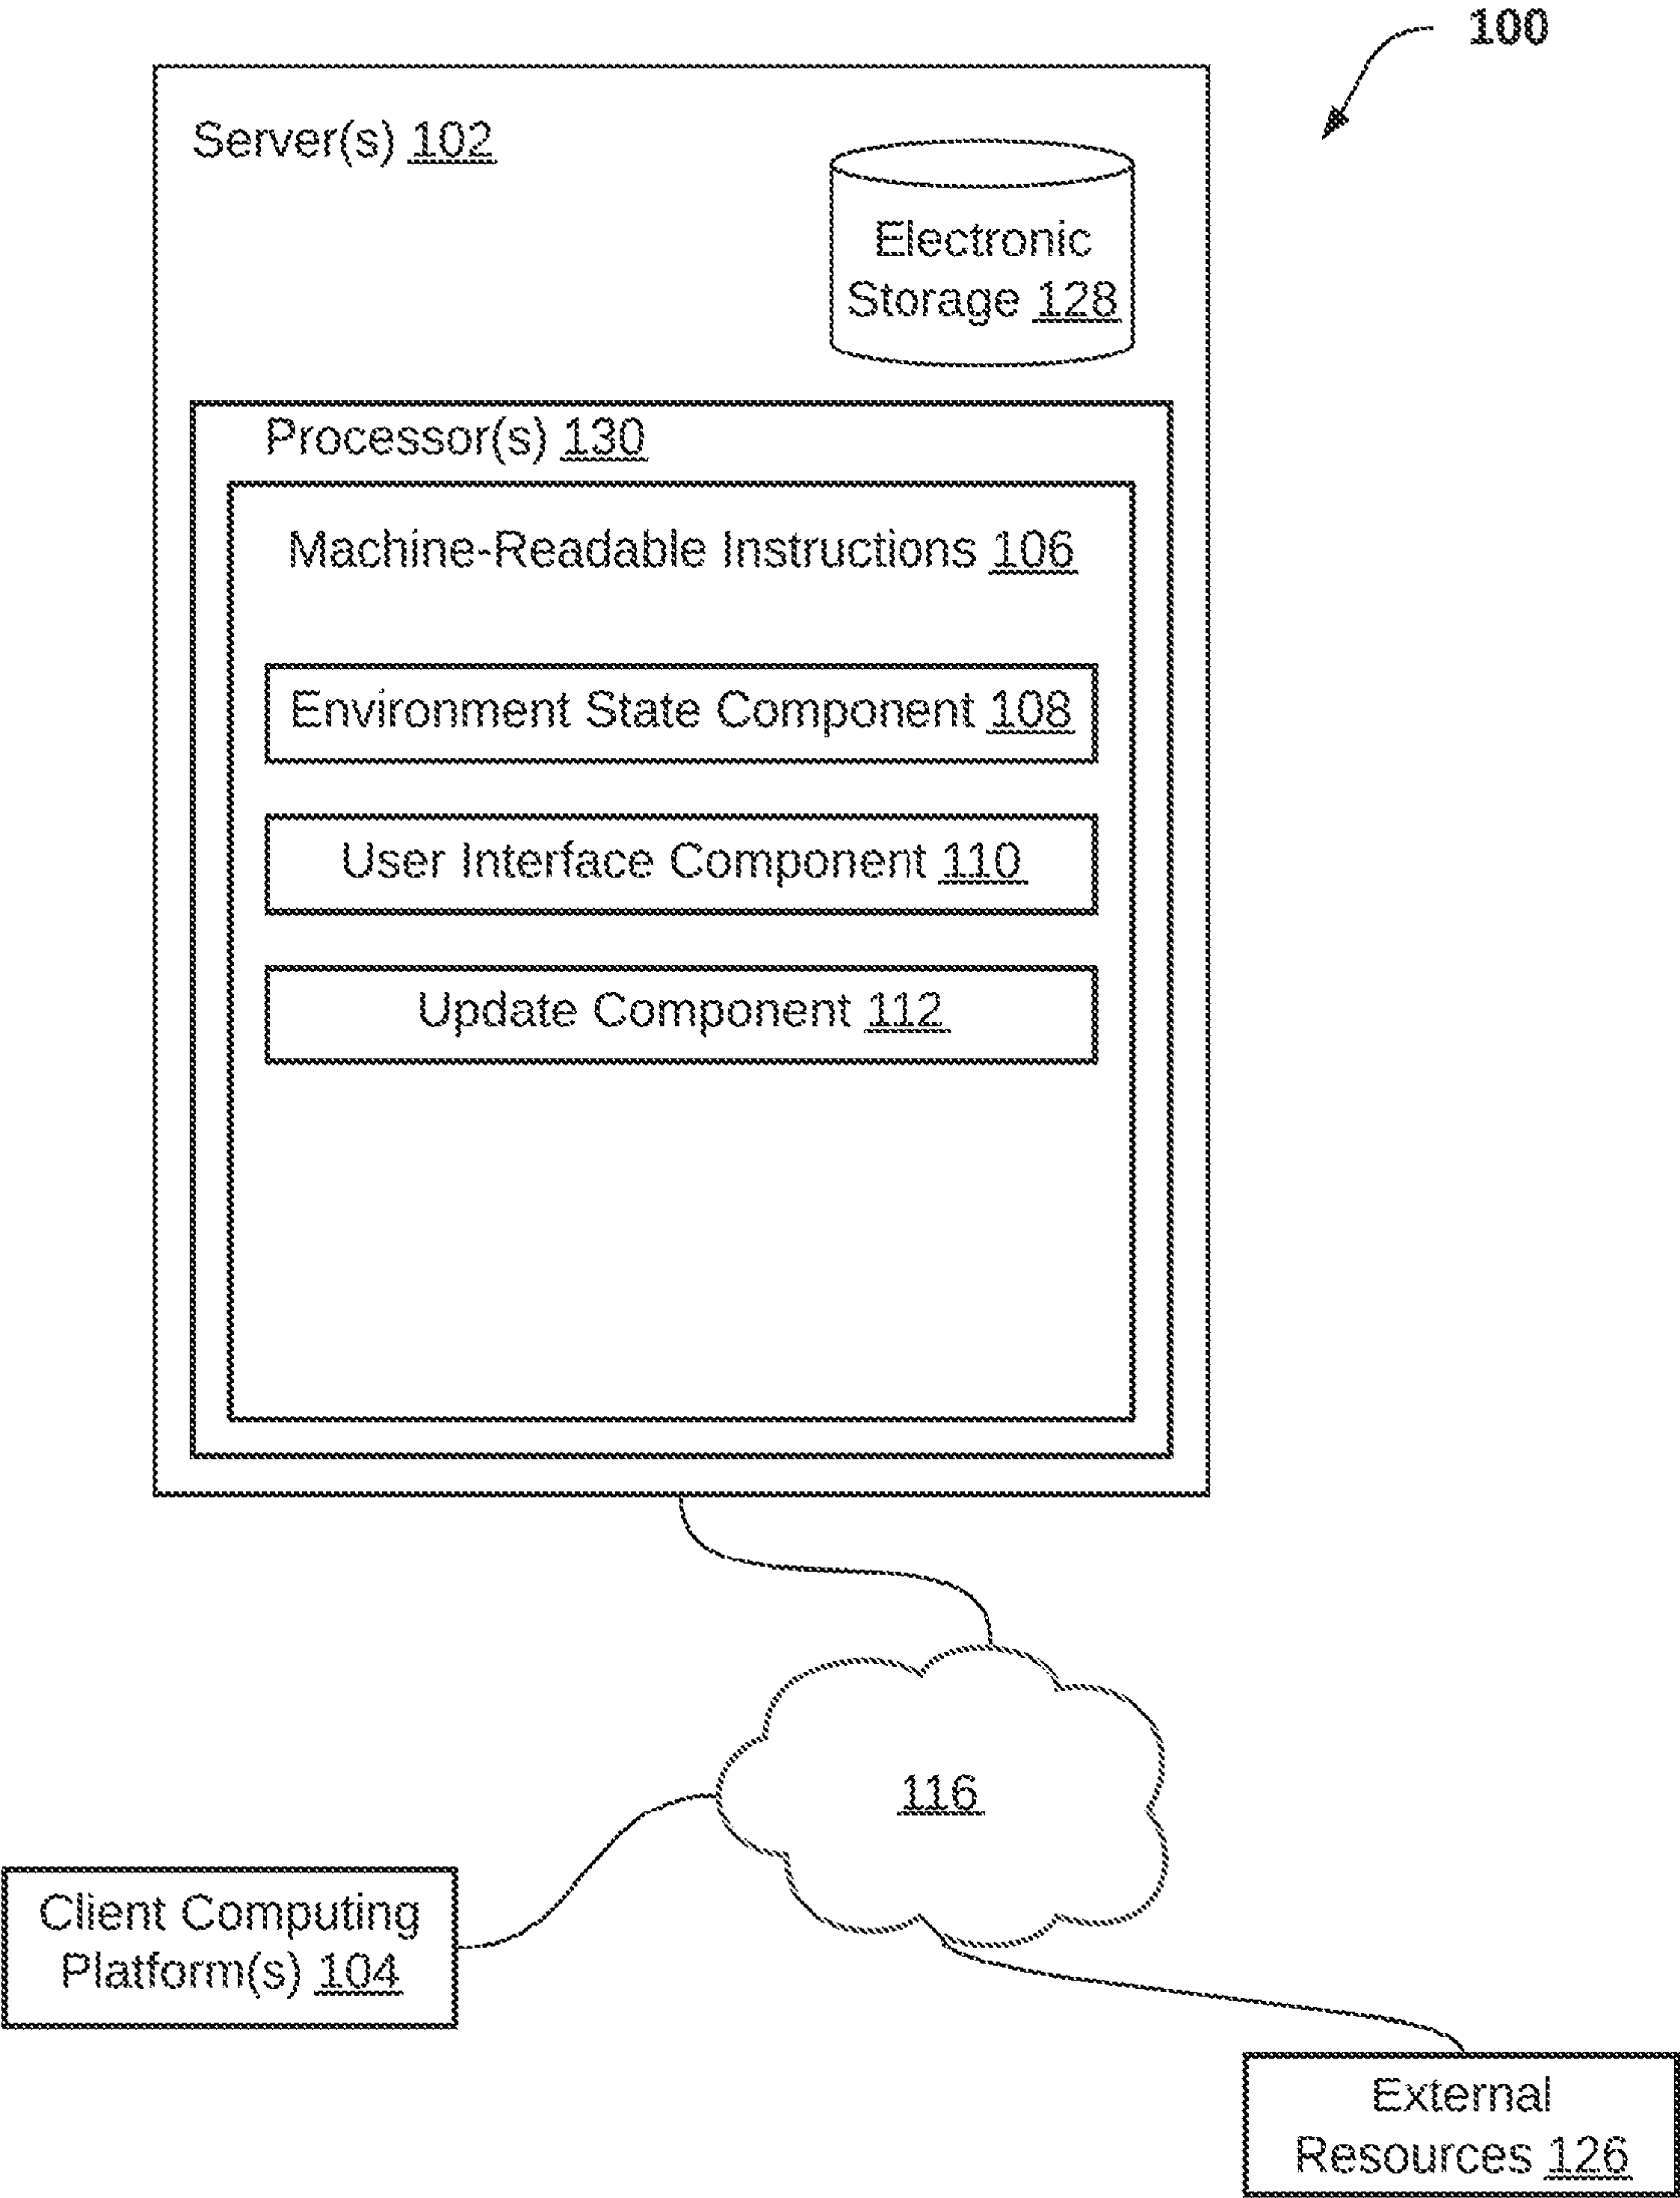 100
Server(s) 102
Electronic
Storage 128
Processor(s) 130
Machine-Readable Instructions 106
Environment State Component 108
User Interface Component 110
Update Component 112
116
Client Computing
Platform(s) 104
External
Resources 126